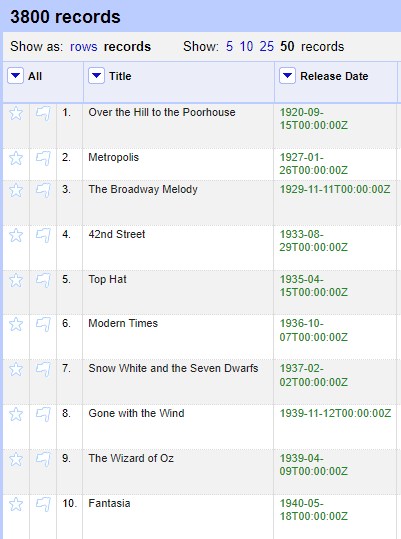 3800 records
Show as: rows records Show: 5 10 25 50 records
All Title Release Date
1. Over the Hill to the Poorhouse 1920-09-
15T00:00:00Z
2. Metropolis 1927-01-
26T00:00:00Z
3. The Broadway Melody 1929-11-11T00:00:00Z
4. 42nd Street 1933-08-
29T00:00:00Z
5. Top Hat 1935-04-
15T00:00:00Z
6. Modern Times 1936-10-
07T00:00:00Z
7. Snow White and the Seven Dwarfs 1937-02-
02T00:00:00Z
8. Gone with the Wind 1939-11-12T00:00:00Z
9. The Wizard of Oz 1939-04-
09T00:00:00Z
10. Fantasia 1940-05-
18T00:00:00Z